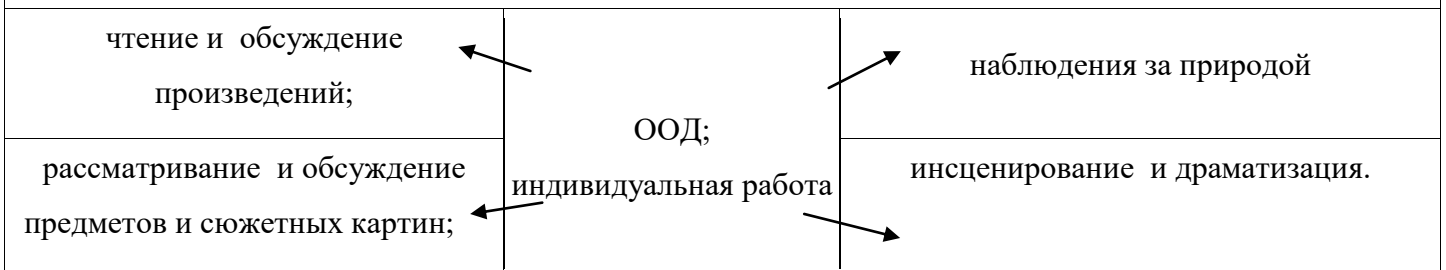 чтение и обсуждение
произведений;
ООД;
индивидуальная работа
наблюдения за природой
рассматривание и обсуждение
предметов и сюжетных картин;
инсценирование и драматизация.